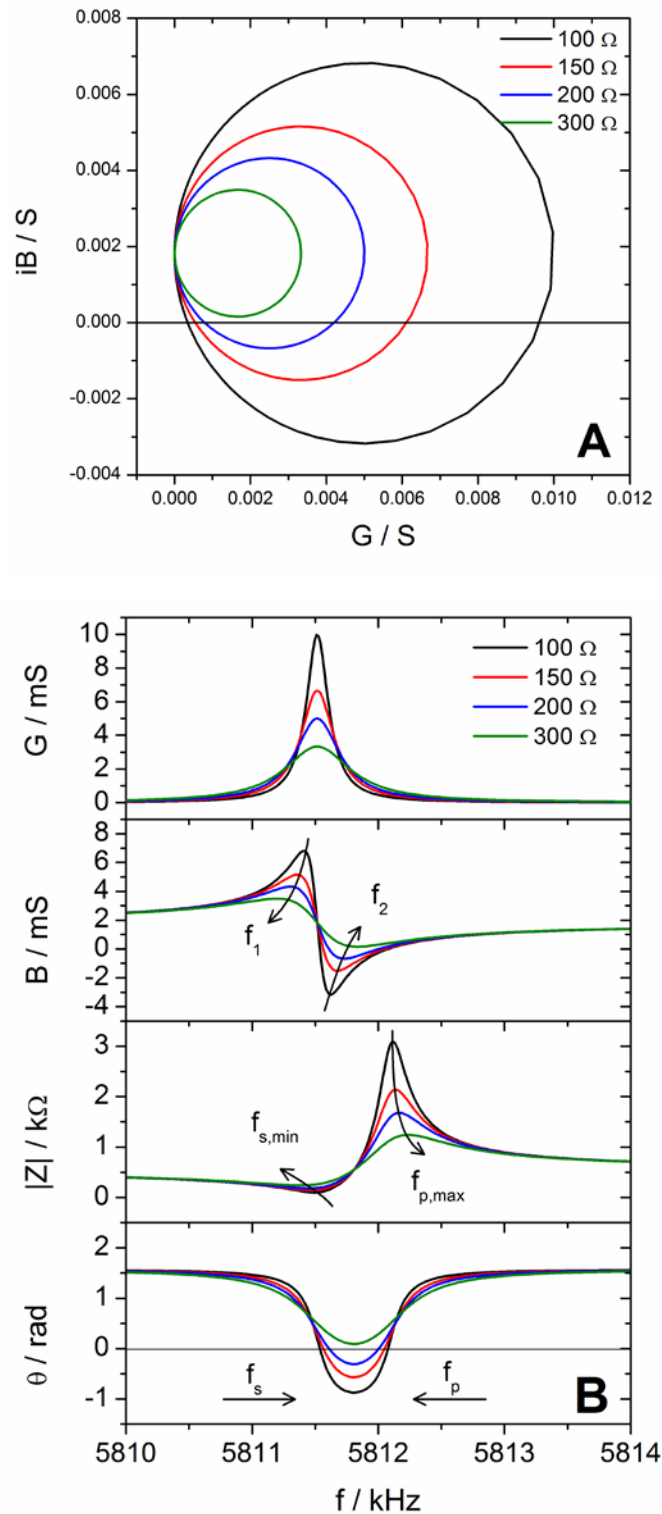 0.008
0.006
0.004
0.002
0.000
-0.002
-0.004
iB / S
100 Ω
150 Ω
200 Ω
300 Ω
A
0.000 0.002 0.004 0.006 0.008 0.010 0.012
G / S
10
8
6
4
2
0
G / mS
100 Ω
150 Ω
200 Ω
300 Ω
8
6
4
2
0
-2
-4
B / mS
f₁
f₂
3
2
1
0
|Z| / kΩ
fs,min
fp,max
2
1
0
-1
θ / rad
fs
fp
B
5810 5811 5812 5813 5814
f / kHz